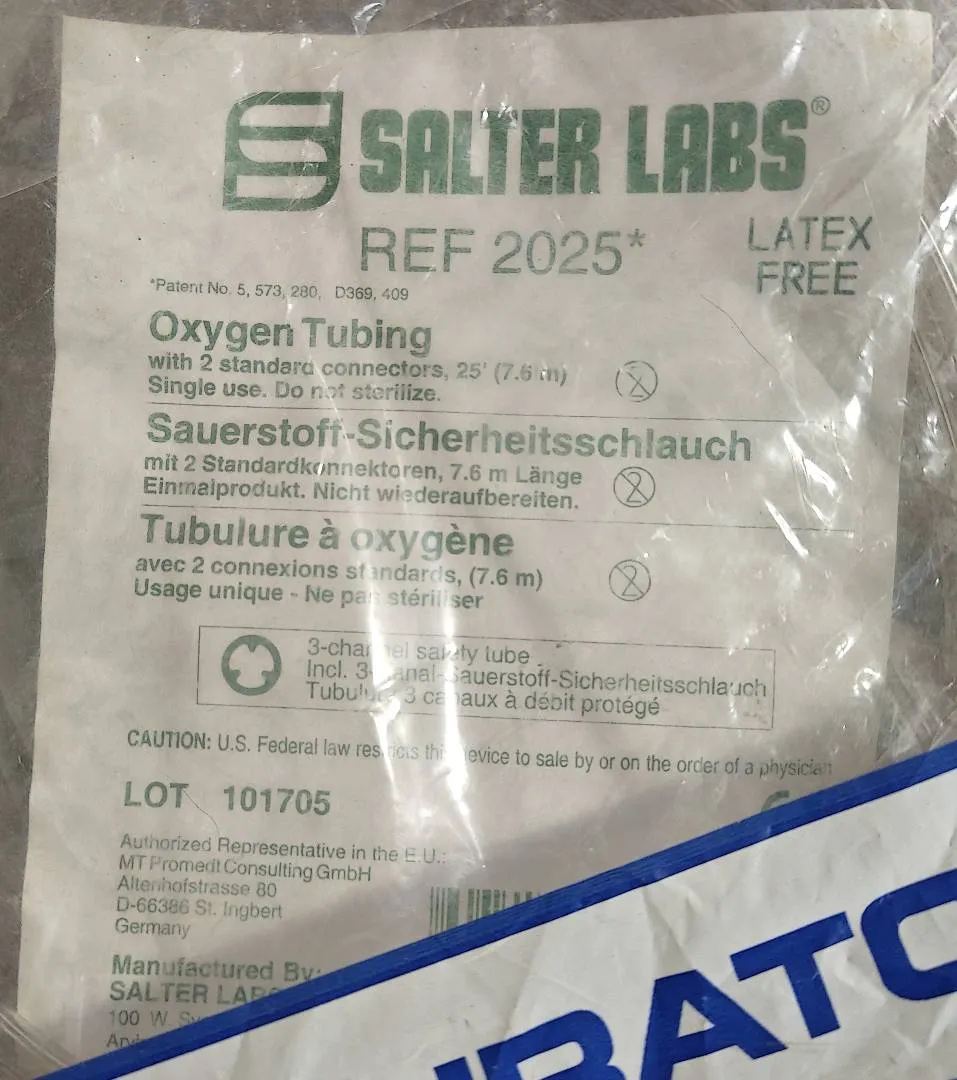 SALTER LABS®
REF 2025*
LATEX
FREE
*Patent No. 5, 573, 280, D369, 409
Oxygen Tubing
with 2 standard connectors, 25' (7.6 m)
Single use. Do not sterilize.
2
Sauerstoff-Sicherheitsschlauch
mit 2 Standardkonnektoren, 7.6 m Länge
Einmalprodukt. Nicht wiederaufbereiten.
2
Tubulure à oxygène
avec 2 connexions standards, (7.6 m)
Usage unique - Ne pas stériliser
2
3-channel safety tube
Incl. 3-Kanal-Sauerstoff-Sicherheitsschlauch
Tubulure 3 canaux à débit protégé
CAUTION: U.S. Federal law restricts this device to sale by or on the order of a physician
LOT 101705
Authorized Representative in the E.U.:
MT Promedt Consulting GmbH
Altenhofstrasse 80
D-66386 St. Ingbert
Germany
Manufactured By:
SALTER LABS
100 W.